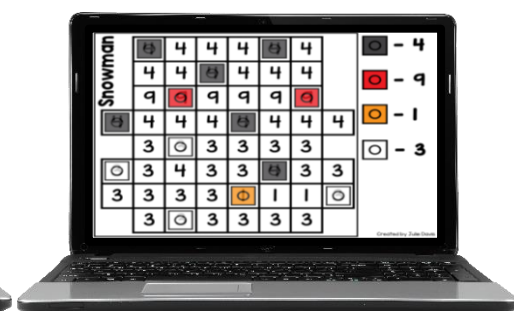 Snowman
4 4 4 4
4 4 4 4 4
9 9 9 9
4 4 4 4 4 4
3 3 3 3 3
3 4 3 3 3 3
3 3 3 3 1 1
3 3 3 3 3
- 4
- 9
- 1
- 3
Created by Julie Davis